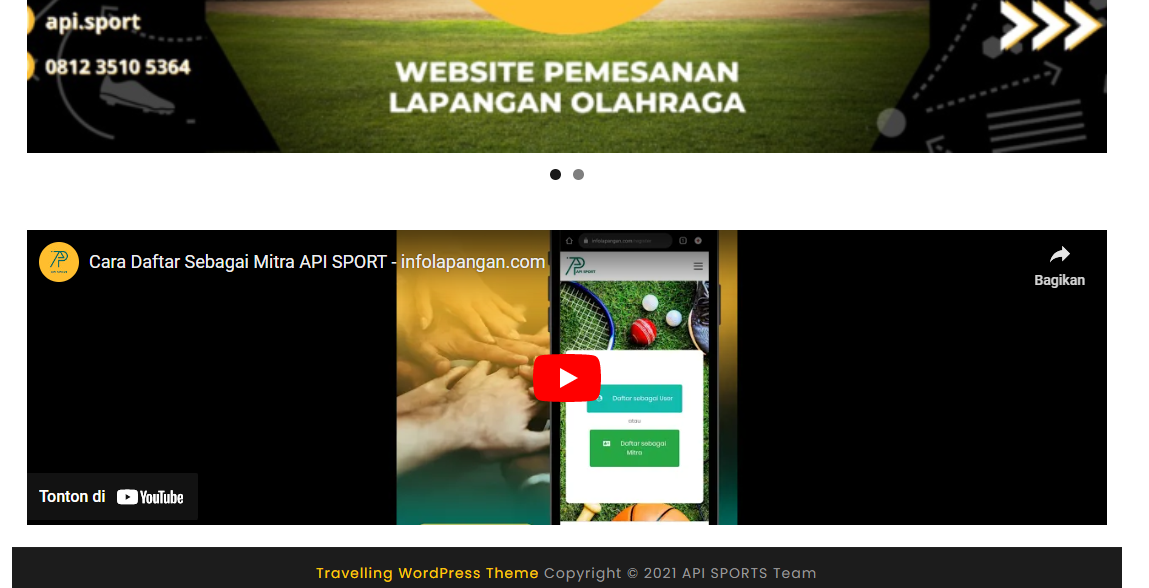 api.sport
0812 3510 5364
WEBSITE PEMESANAN
LAPANGAN OLAHRAGA
Cara Daftar Sebagai Mitra API SPORT - infolapangan.com
Bagikan
infolapangan.com/register
API SPORT
Daftar sebagai User
atau
Daftar sebagai
Mitra
Tonton di YouTube
Travelling WordPress Theme Copyright © 2021 API SPORTS Team